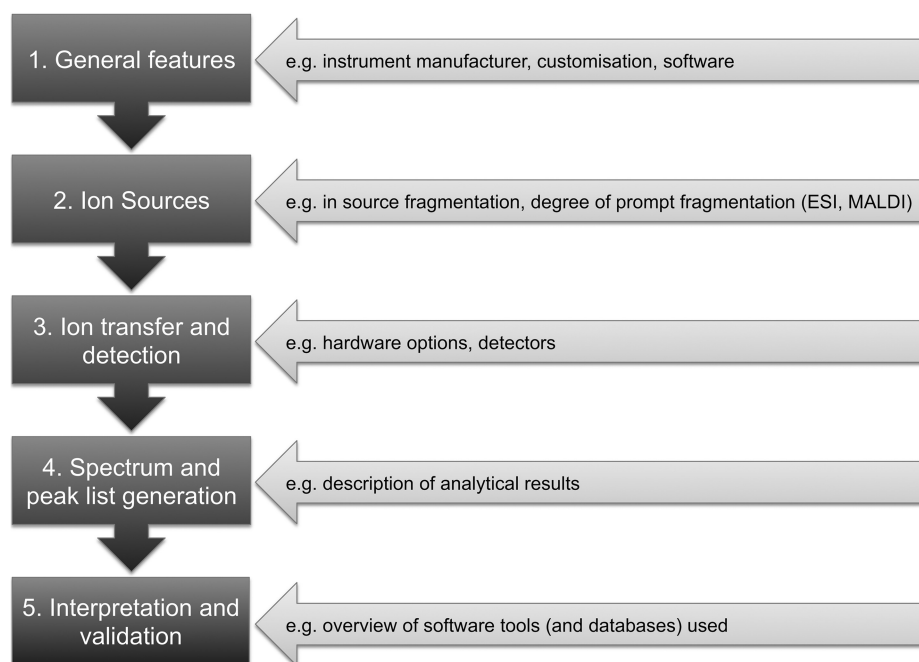 1. General features
e.g. instrument manufacturer, customisation, software
2. Ion Sources
e.g. in source fragmentation, degree of prompt fragmentation (ESI, MALDI)
3. Ion transfer and
detection
e.g. hardware options, detectors
4. Spectrum and
peak list generation
e.g. description of analytical results
5. Interpretation and
validation
e.g. overview of software tools (and databases) used